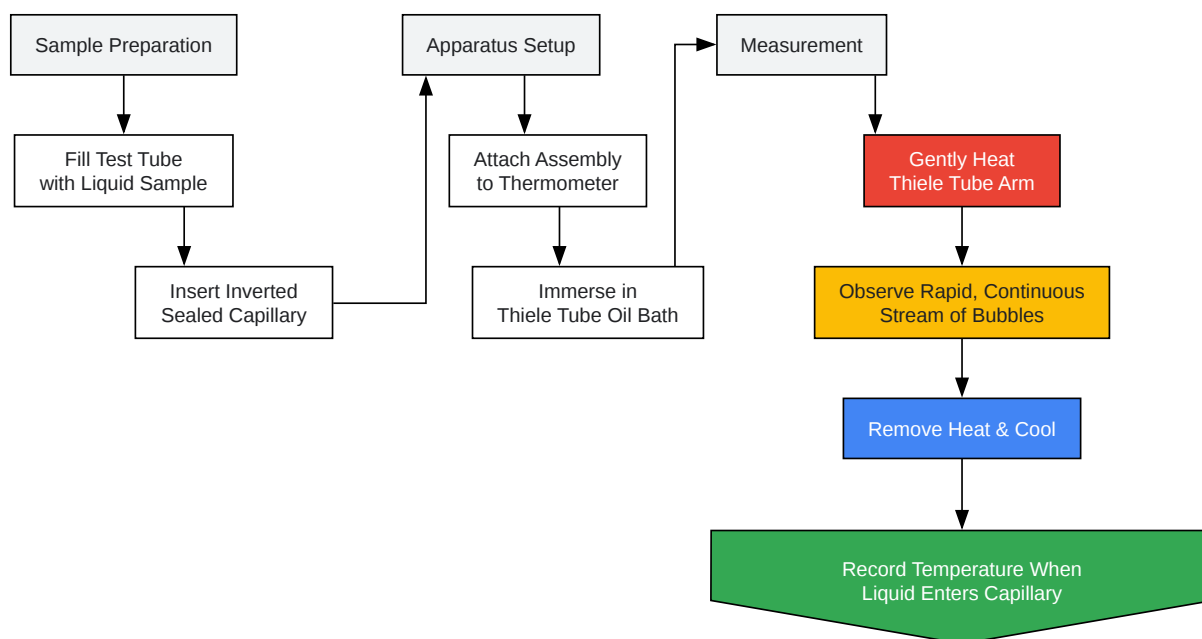 Sample Preparation
Fill Test Tube
with Liquid Sample
Insert Inverted
Sealed Capillary
Apparatus Setup
Attach Assembly
to Thermometer
Immerse in
Thiele Tube Oil Bath
Measurement
Gently Heat
Thiele Tube Arm
Observe Rapid, Continuous
Stream of Bubbles
Remove Heat & Cool
Record Temperature When
Liquid Enters Capillary